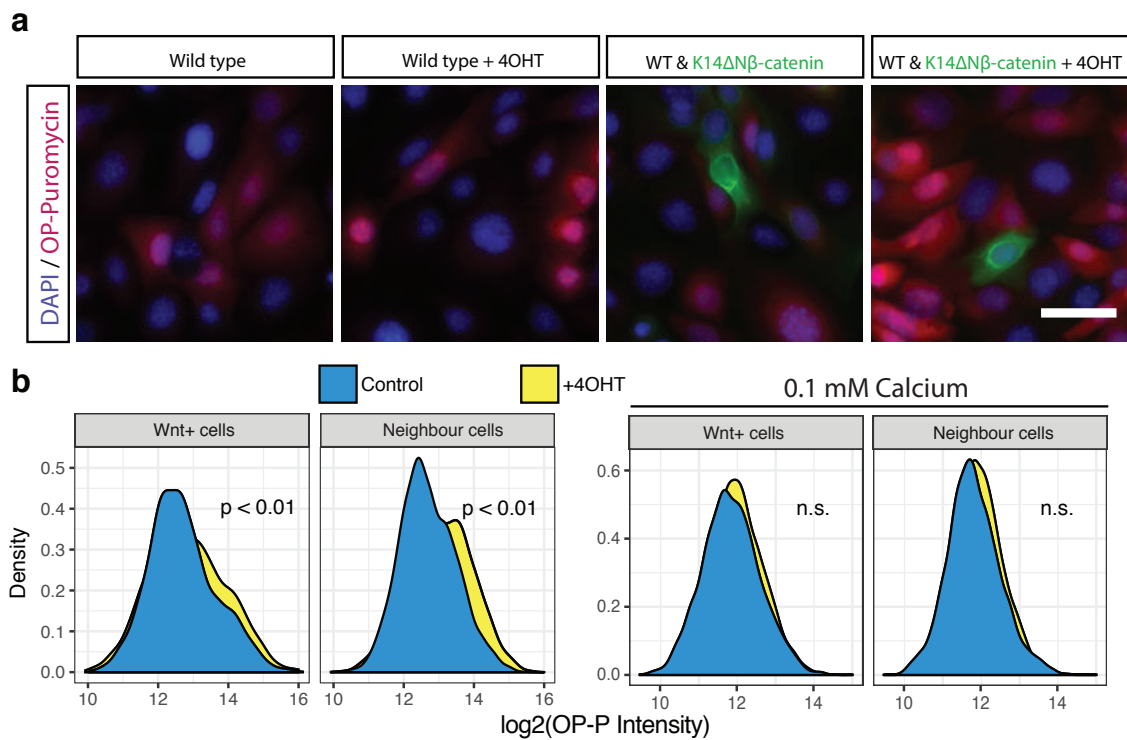 a
Wild type
Wild type + 4OHT
WT & K14ΔNβ-catenin
WT & K14ΔNβ-catenin + 4OHT
DAPI / OP-Puromycin
b
Control
+4OHT
0.1 mM Calcium
Wnt+ cells
Neighbour cells
Wnt+ cells
Neighbour cells
p < 0.01
p < 0.01
n.s.
n.s.
Density
0.5
0.4
0.3
0.2
0.1
0.0
0.6
0.4
0.2
0.0
10 12 14 16
10 12 14 16
10 12 14
10 12 14
log2(OP-P Intensity)